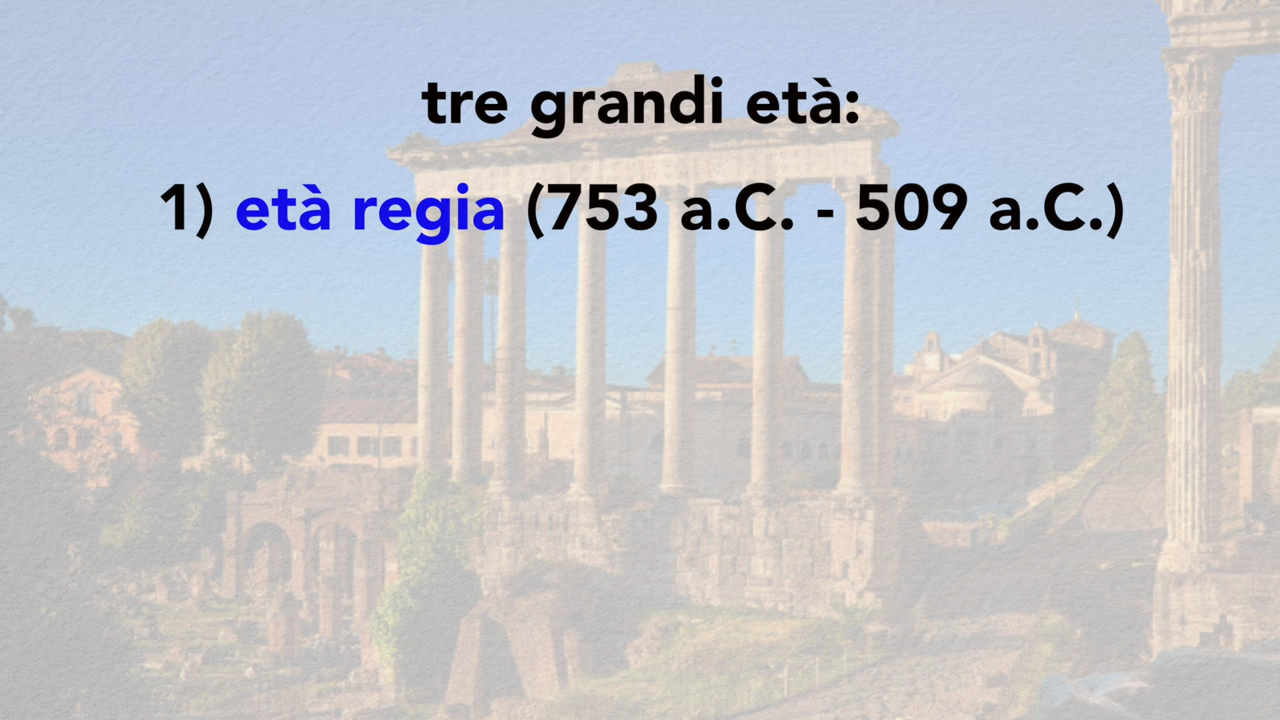 tre grandi età:
1) età regia (753 a.C. - 509 a.C.)